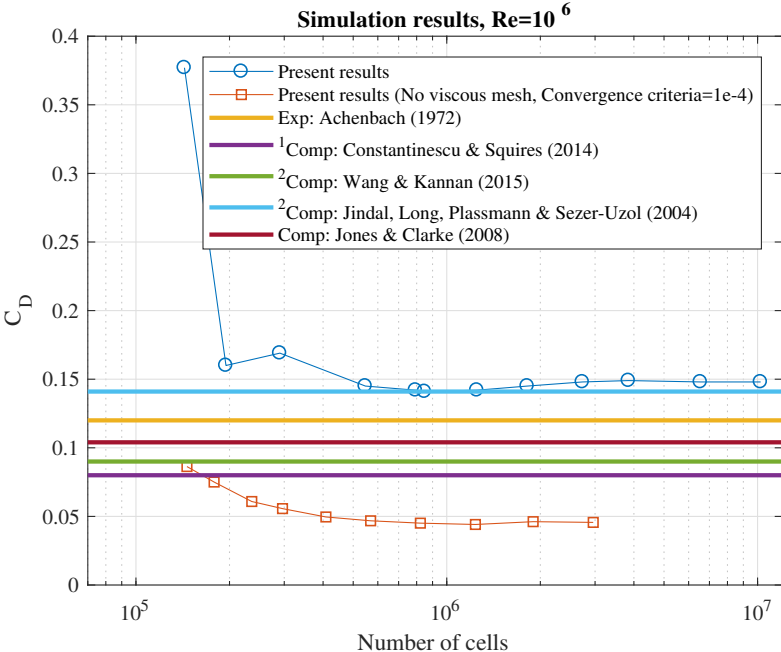 Simulation results, Re=10^6
0.4
0.35
0.3
0.25
0.2
0.15
0.1
0.05
0
C_D
Present results
Present results (No viscous mesh, Convergence criteria=1e-4)
Exp: Achenbach (1972)
^1Comp: Constantinescu & Squires (2014)
^2Comp: Wang & Kannan (2015)
^2Comp: Jindal, Long, Plassmann & Sezer-Uzol (2004)
Comp: Jones & Clarke (2008)
10^5 10^6 10^7
Number of cells